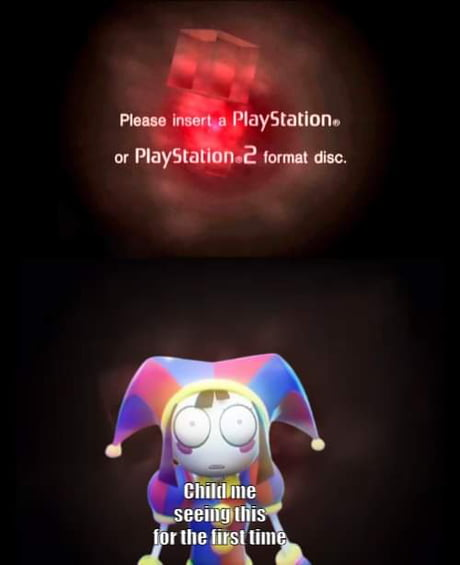 Please insert a PlayStation®
or PlayStation®2 format disc.
Child me
seeing this
for the first time